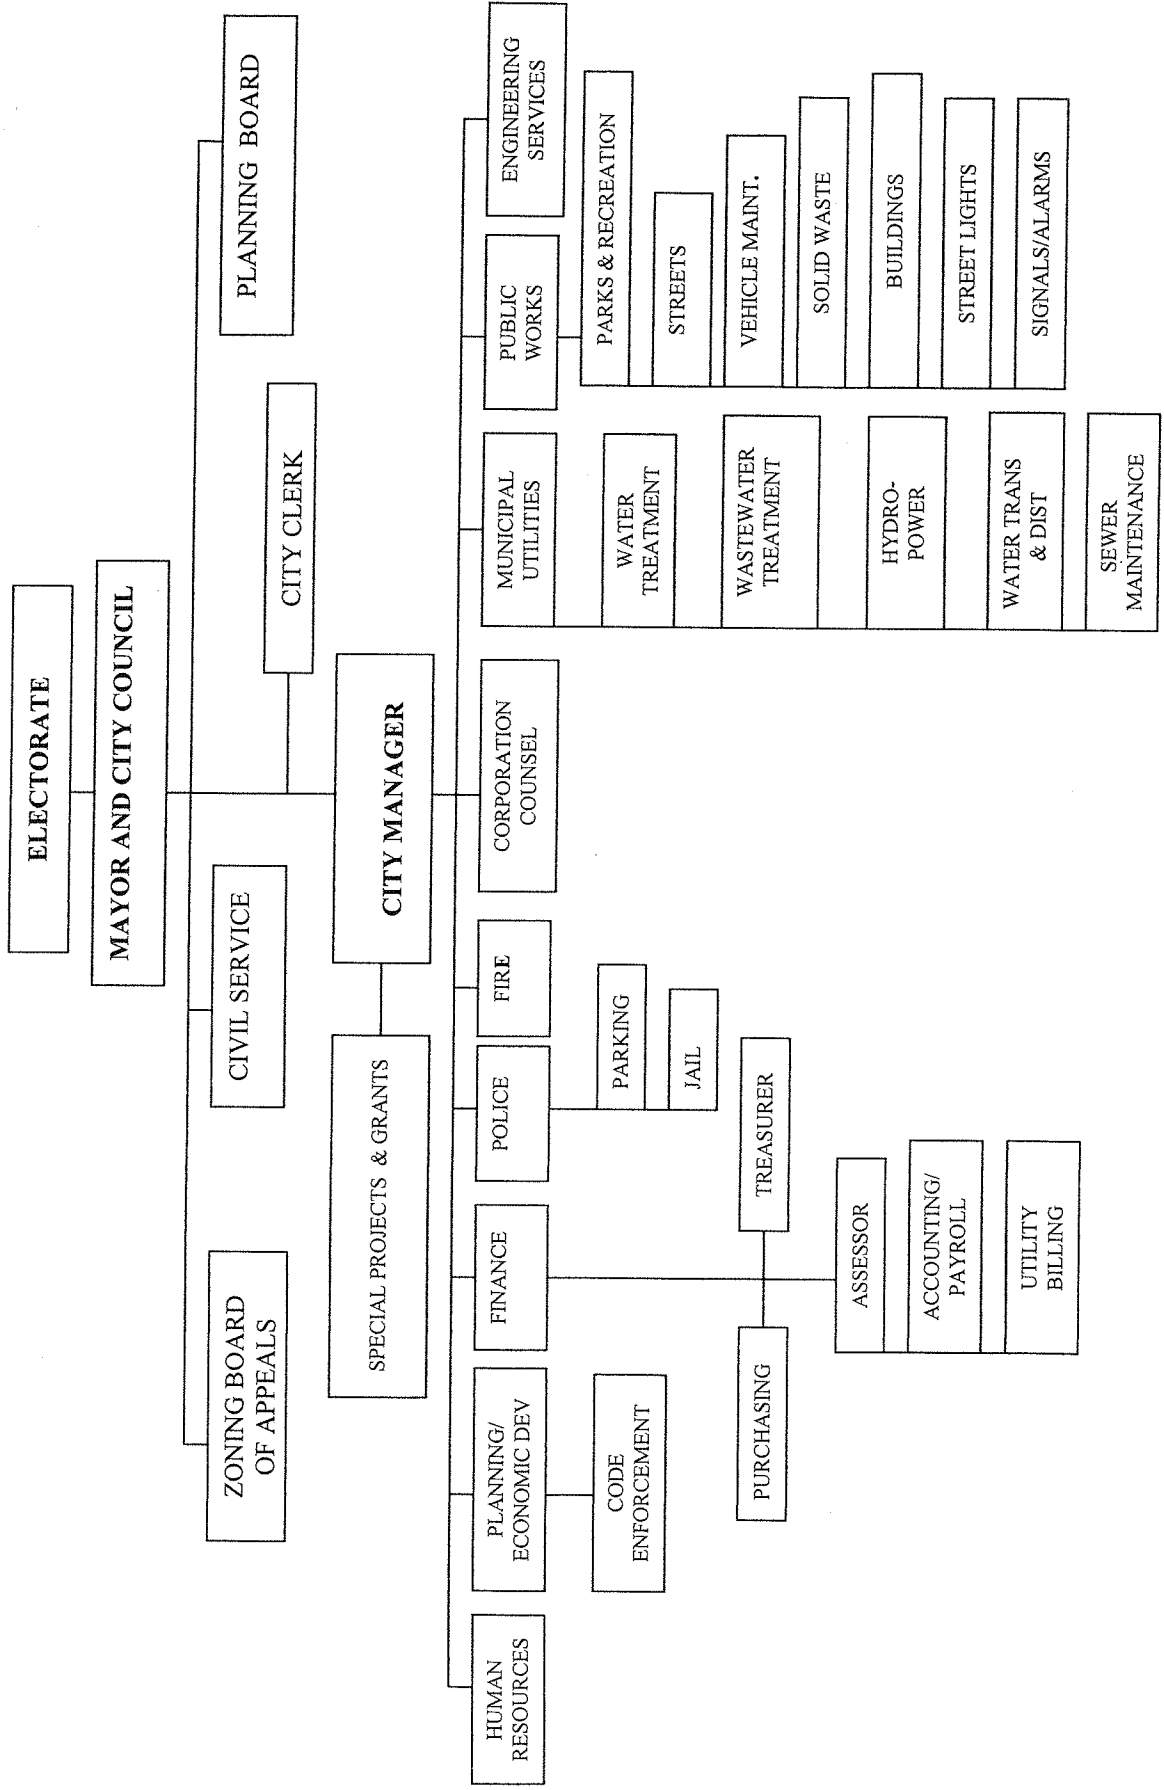 ELECTORATE
MAYOR AND CITY COUNCIL
ZONING BOARD
OF APPEALS
CIVIL SERVICE
PLANNING BOARD
CITY CLERK
SPECIAL PROJECTS & GRANTS
CITY MANAGER
HUMAN
RESOURCES
PLANNING/
ECONOMIC DEV
FINANCE
POLICE
FIRE
CORPORATION
COUNSEL
MUNICIPAL
UTILITIES
PUBLIC
WORKS
ENGINEERING
SERVICES
CODE
ENFORCEMENT
PURCHASING
TREASURER
ASSESSOR
ACCOUNTING/
PAYROLL
UTILITY
BILLING
PARKING
JAIL
WATER
TREATMENT
WASTEWATER
TREATMENT
HYDRO-
POWER
WATER TRANS
& DIST
SEWER
MAINTENANCE
PARKS & RECREATION
STREETS
VEHICLE MAINT.
SOLID WASTE
BUILDINGS
STREET LIGHTS
SIGNALS/ALARMS